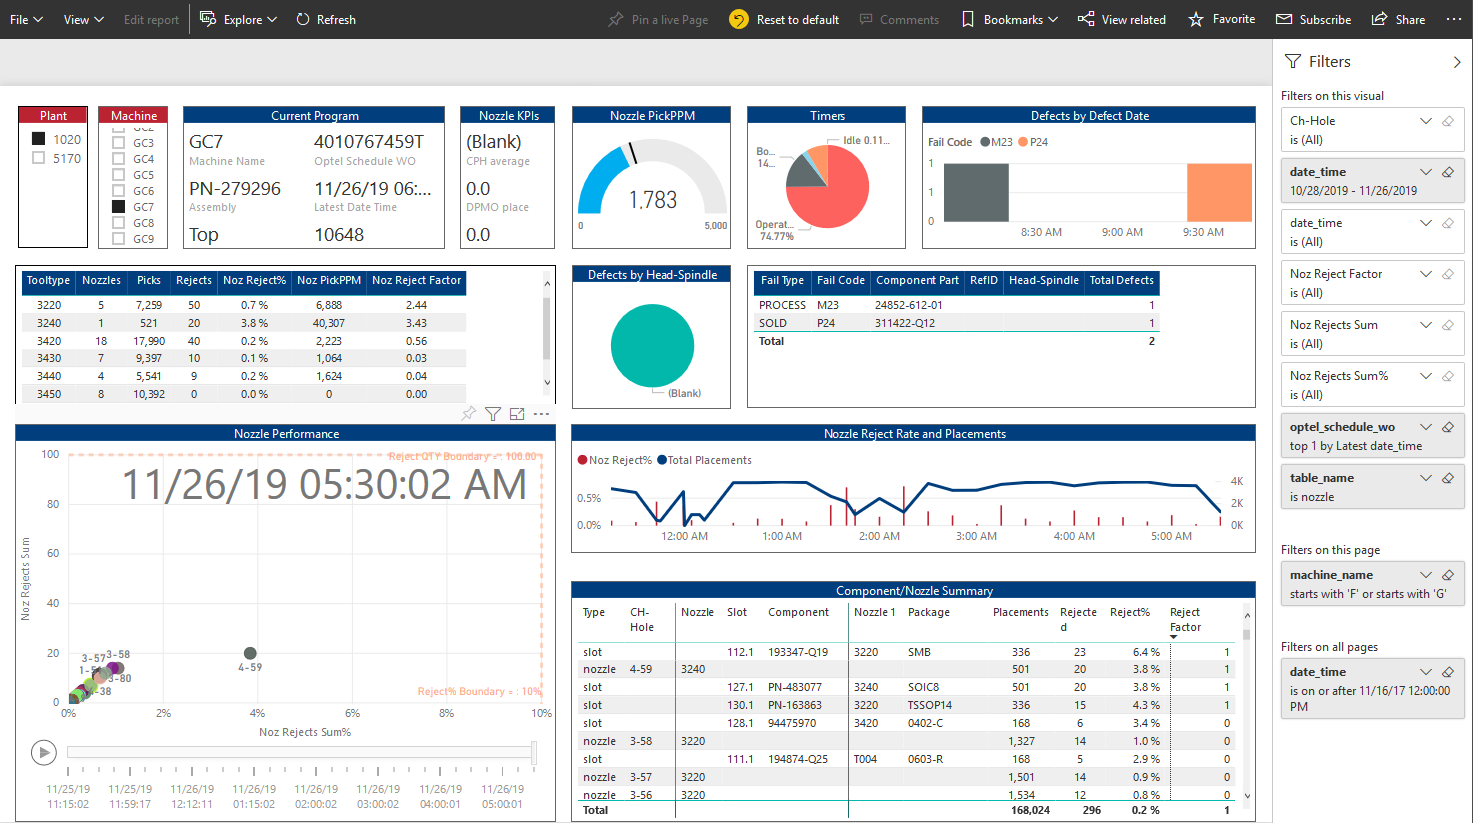 File View Edit report Explore Refresh Pin a live Page Reset to default Comments Bookmarks View related Favorite Subscribe Share
Filters
Filters on this visual
Ch-Hole
is (All)
date_time
10/28/2019 - 11/26/2019
date_time
is (All)
Noz Reject Factor
is (All)
Noz Rejects Sum
is (All)
Noz Rejects Sum%
is (All)
optel_schedule_wo
top 1 by Latest date_time
table_name
is nozzle
Filters on this page
machine_name
starts with 'F' or starts with 'G'
Filters on all pages
date_time
is on or after 11/16/17 12:00:00
PM
Plant
1020
5170
Machine
GC3
GC4
GC5
GC6
GC7
GC8
GC9
Current Program
GC7 4010767459T
Machine Name Optel Schedule WO
PN-279296 11/26/19 06:...
Assembly Latest Date Time
Top 10648
Nozzle KPIs
(Blank)
CPH average
0.0
DPMO place
0.0
Nozzle PickPPM
1,783
0 5,000
Timers
Idle 0.11...
Bo...
14...
Operat...
74.77%
Defects by Defect Date
Fail Code M23 P24
1
1
0
8:30 AM 9:00 AM 9:30 AM
Tooltype Nozzles Picks Rejects Noz Reject% Noz PickPPM Noz Reject Factor
3220 5 7,259 50 0.7 % 6,888 2.44
3240 1 521 20 3.8 % 40,307 3.43
3420 18 17,990 40 0.2 % 2,223 0.56
3430 7 9,397 10 0.1 % 1,064 0.03
3440 4 5,541 9 0.2 % 1,624 0.04
3450 8 10,392 0 0.0 % 0 0.00
Defects by Head-Spindle
(Blank)
Fail Type Fail Code Component Part RefID Head-Spindle Total Defects
PROCESS M23 24852-612-01 1
SOLD P24 311422-Q12 1
Total 2
Nozzle Performance
Reject QTY Boundary = : 100.00
11/26/19 05:30:02 AM
100
80
60
40
20
0
Noz Rejects Sum
3-57 3-58
4-59
3-80
Reject% Boundary = : 10%
0% 2% 4% 6% 8% 10%
Noz Rejects Sum%
11/25/19 11/25/19 11/26/19 11/26/19 11/26/19 11/26/19 11/26/19 11/26/19
11:15:02 11:59:17 12:12:11 01:15:02 02:00:02 03:00:02 04:00:01 05:00:01
Nozzle Reject Rate and Placements
Noz Reject% Total Placements
0.5%
0.0%
4K
2K
0K
12:00 AM 1:00 AM 2:00 AM 3:00 AM 4:00 AM 5:00 AM
Component/Nozzle Summary
Type CH- Nozzle Slot Component Nozzle 1 Package Placements Rejecte Reject% Reject
Hole d Factor
slot 112.1 193347-Q19 3220 SMB 336 23 6.4 % 1
nozzle 4-59 3240 501 20 3.8 % 1
slot 127.1 PN-483077 3240 SOIC8 501 20 3.8 % 1
slot 130.1 PN-163863 3220 TSSOP14 336 15 4.3 % 1
slot 128.1 94475970 3420 0402-C 168 6 3.4 % 0
nozzle 3-58 3220 1,327 14 1.0 % 0
slot 111.1 194874-Q25 T004 0603-R 168 5 2.9 % 0
nozzle 3-57 3220 1,501 14 0.9 % 0
nozzle 3-56 3220 1,534 12 0.8 % 0
Total 168,024 296 0.2 % 1